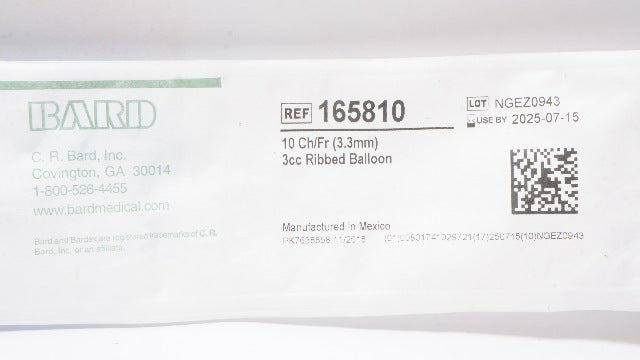 BARD
C. R. Bard, Inc.
Covington, GA 30014
1-800-526-4455
www.bardmedical.com
Bard and Bardex are registered trademarks of C. R.
Bard, Inc. or an affiliate.
REF 165810
10 Ch/Fr (3.3mm)
3cc Ribbed Balloon
Manufactured in Mexico
11/2015
LOT NGEZ0943
USE BY 2025-07-15